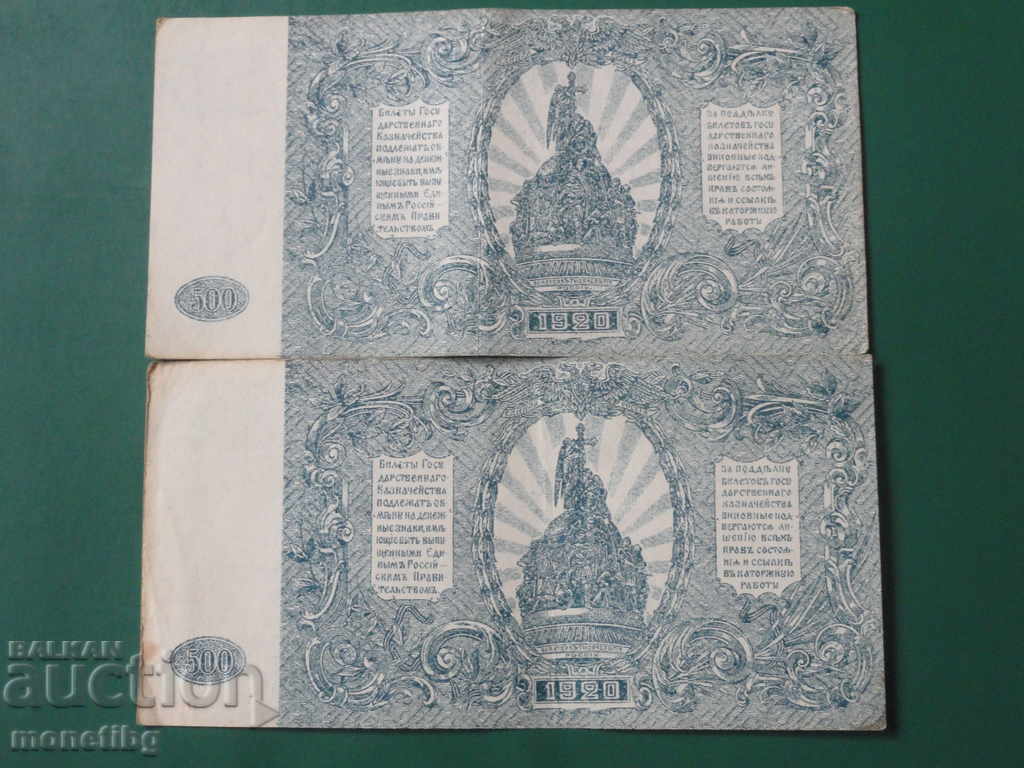 Билеты Госу
дарственнаго
Казначейства
подлежатъ об
мѣну на денеж
ные знаки, имѣ
ющіе быть выпу
щенными Еди
нымъ Россій-
скимъ Прави
тельствомъ.
За поддѣлку
билетовъ Госу
дарственнаго
Казначейства
виновные под
вергаются ли
шенію всѣхъ
правъ состоя
нія и ссылкѣ
въ каторжную
работу
500
1920
Билеты Госу
дарственнаго
Казначейства
подлежатъ об
мѣну на денеж
ные знаки, имѣ
ющіе быть выпу
щенными Еди
нымъ Россій-
скимъ Прави
тельствомъ.
За поддѣлку
билетовъ Госу
дарственнаго
Казначейства
виновные под
вергаются ли
шенію всѣхъ
правъ состоя
нія и ссылкѣ
въ каторжную
работу
500
1920
BALKAN
auction
monetibg